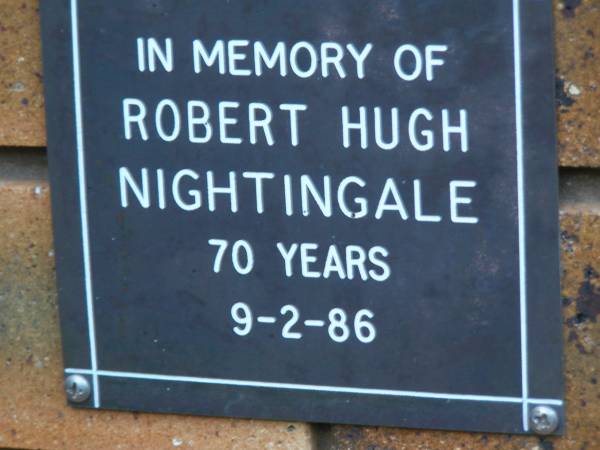 IN MEMORY OF
ROBERT HUGH
NIGHTINGALE
70 YEARS
9-2-86